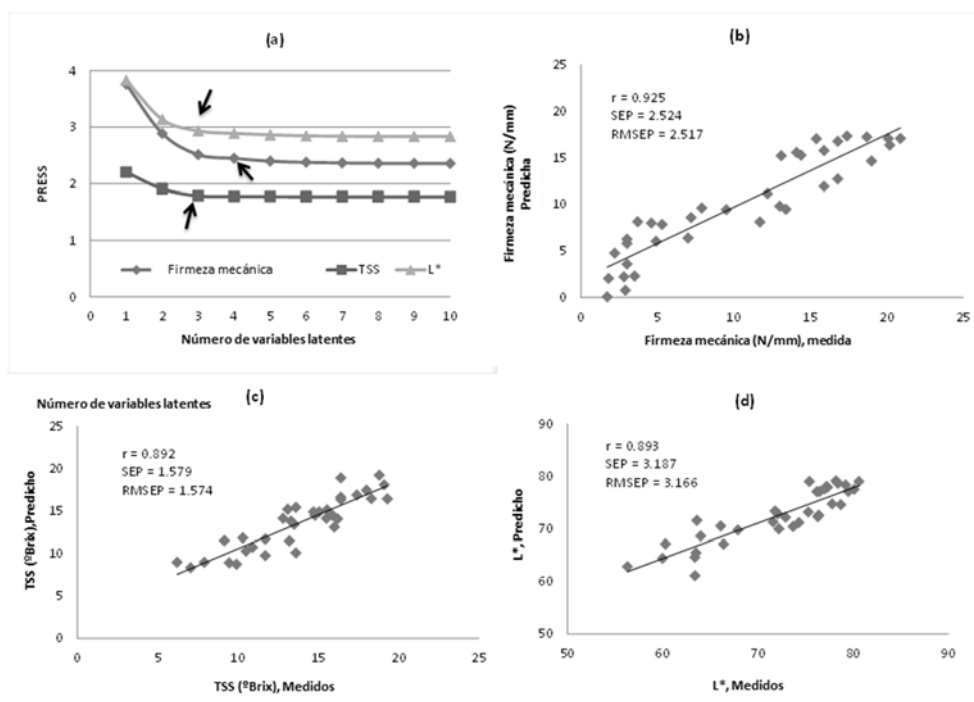 (a)
4
3
2
1
0
PRESS
Firmeza mecánica TSS L*
0 1 2 3 4 5 6 7 8 9 10
Número de variables latentes
(b)
r = 0.925
SEP = 2.524
RMSEP = 2.517
25
20
15
10
5
0
Firmeza mecánica (N/mm)
Predicha
0 5 10 15 20 25
Firmeza mecánica (N/mm), medida
Número de variables latentes
(c)
r = 0.892
SEP = 1.579
RMSEP = 1.574
25
20
15
10
5
0
TSS (ºBrix),Predicho
0 5 10 15 20 25
TSS (ºBrix), Medidos
(d)
r = 0.893
SEP = 3.187
RMSEP = 3.166
90
80
70
60
50
L*, Predicho
50 60 70 80 90
L*, Medidos